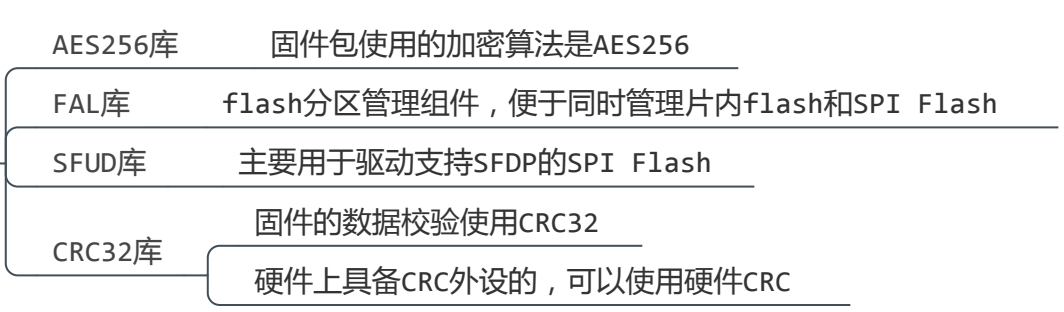 AES256库 固件包使用的加密算法是AES256
FAL库 flash分区管理组件，便于同时管理片内flash和SPI Flash
SFUD库 主要用于驱动支持SFDP的SPI Flash
固件的数据校验使用CRC32
CRC32库
硬件上具备CRC外设的，可以使用硬件CRC